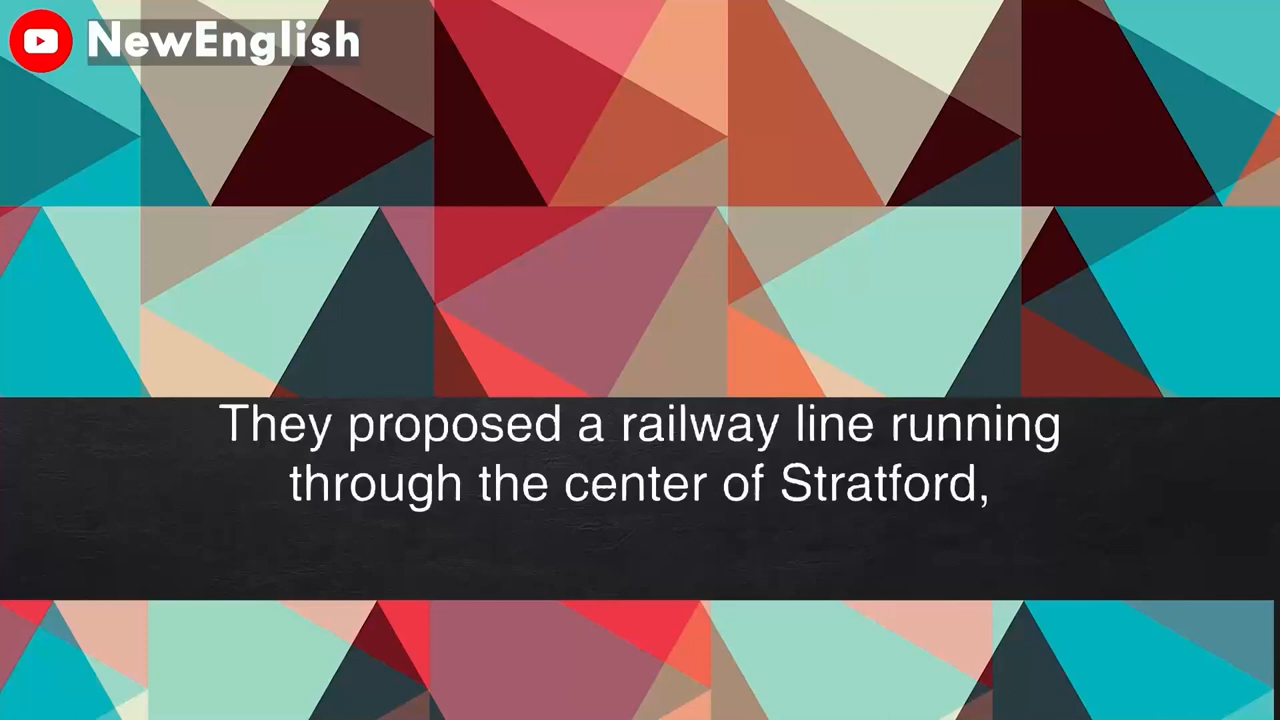 NewEnglish
They proposed a railway line running
through the center of Stratford,